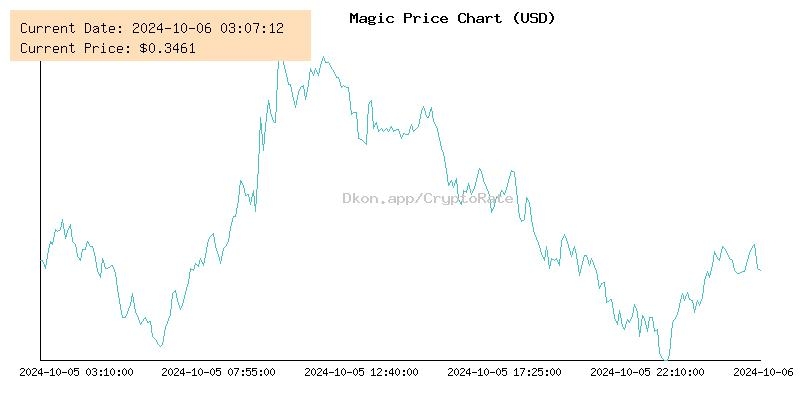 Magic Price Chart (USD)
Current Date: 2024-10-06 03:07:12
Current Price: $0.3461
Dkon.app/CryptoRate
2024-10-05 03:10:00
2024-10-05 07:55:00
2024-10-05 12:40:00
2024-10-05 17:25:00
2024-10-05 22:10:00
2024-10-06